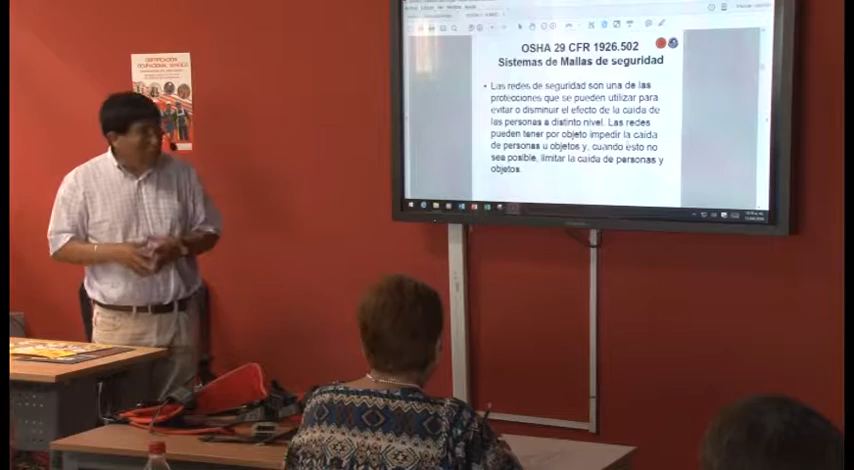 CERTIFICACIÓN
OCUPACIONAL
OSHA 29 CFR 1926.502
Sistemas de Mallas de seguridad
• Las redes de seguridad son una de las
protecciones que se pueden utilizar para
evitar o disminuir el efecto de la caída de
las personas a distinto nivel. Las redes
pueden tener por objeto impedir la caída
de personas u objetos y, cuando esto no
sea posible, limitar la caída de personas y
objetos.